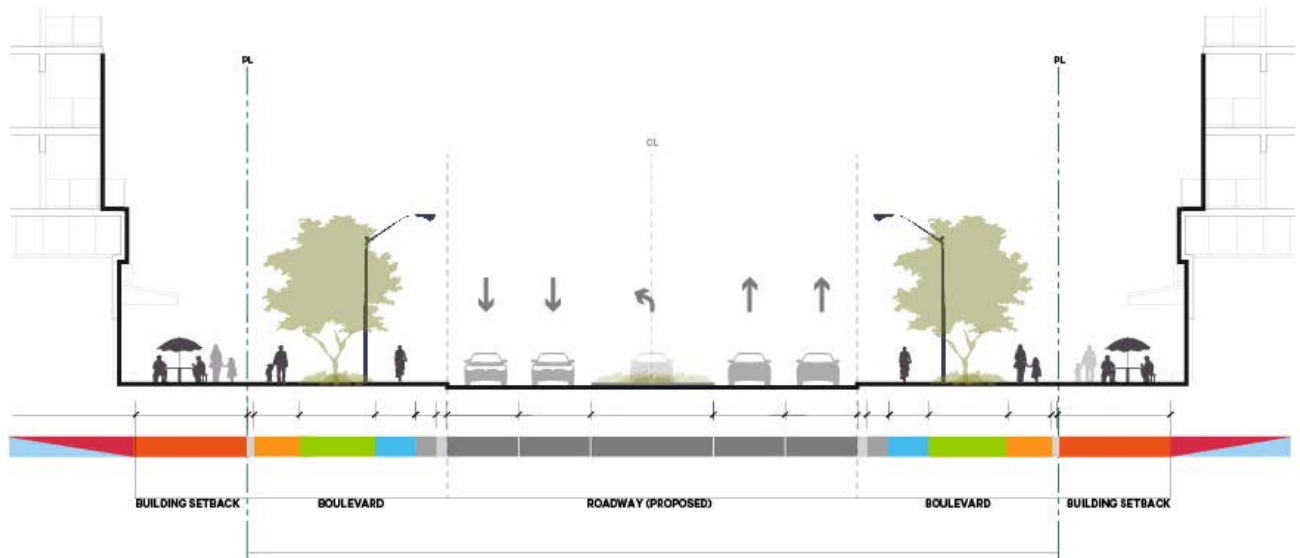 PL
PL
CL
BUILDING SETBACK
BOULEVARD
ROADWAY (PROPOSED)
BOULEVARD
BUILDING SETBACK